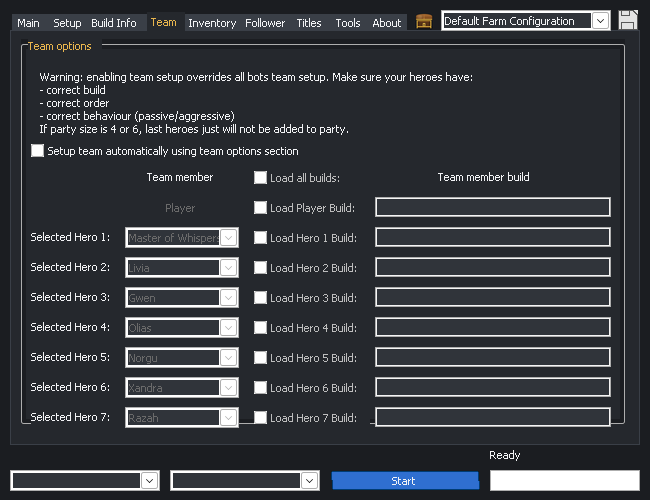 Main Setup Build Info Team Inventory Follower Titles Tools About Default Farm Configuration
Team options
Warning: enabling team setup overrides all bots team setup. Make sure your heroes have:
- correct build
- correct order
- correct behaviour (passive/aggressive)
If party size is 4 or 6, last heroes just will not be added to party.
Setup team automatically using team options section
Team member Load all builds: Team member build
Player Load Player Build:
Selected Hero 1: Master of Whispers Load Hero 1 Build:
Selected Hero 2: Livia Load Hero 2 Build:
Selected Hero 3: Gwen Load Hero 3 Build:
Selected Hero 4: Olias Load Hero 4 Build:
Selected Hero 5: Norgu Load Hero 5 Build:
Selected Hero 6: Xandra Load Hero 6 Build:
Selected Hero 7: Razah Load Hero 7 Build:
Ready
Start